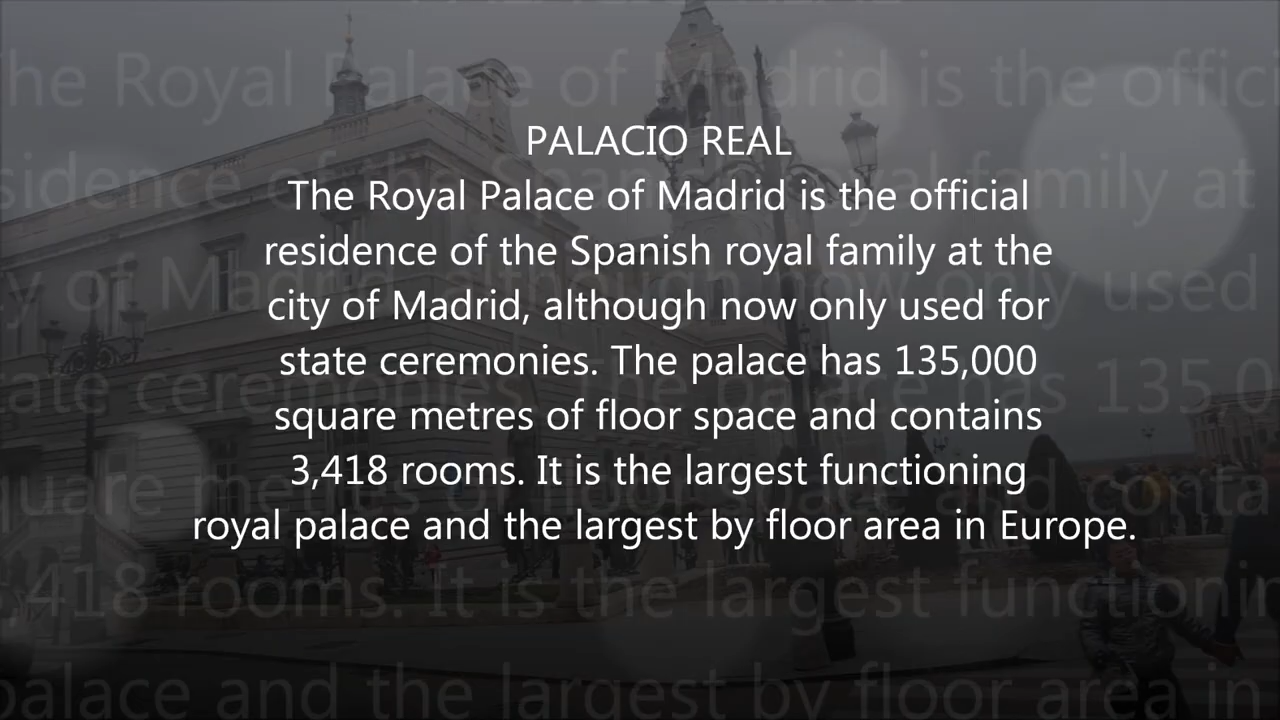 PALACIO REAL
The Royal Palace of Madrid is the official
residence of the Spanish royal family at the
city of Madrid, although now only used for
state ceremonies. The palace has 135,000
square metres of floor space and contains
3,418 rooms. It is the largest functioning
royal palace and the largest by floor area in Europe.